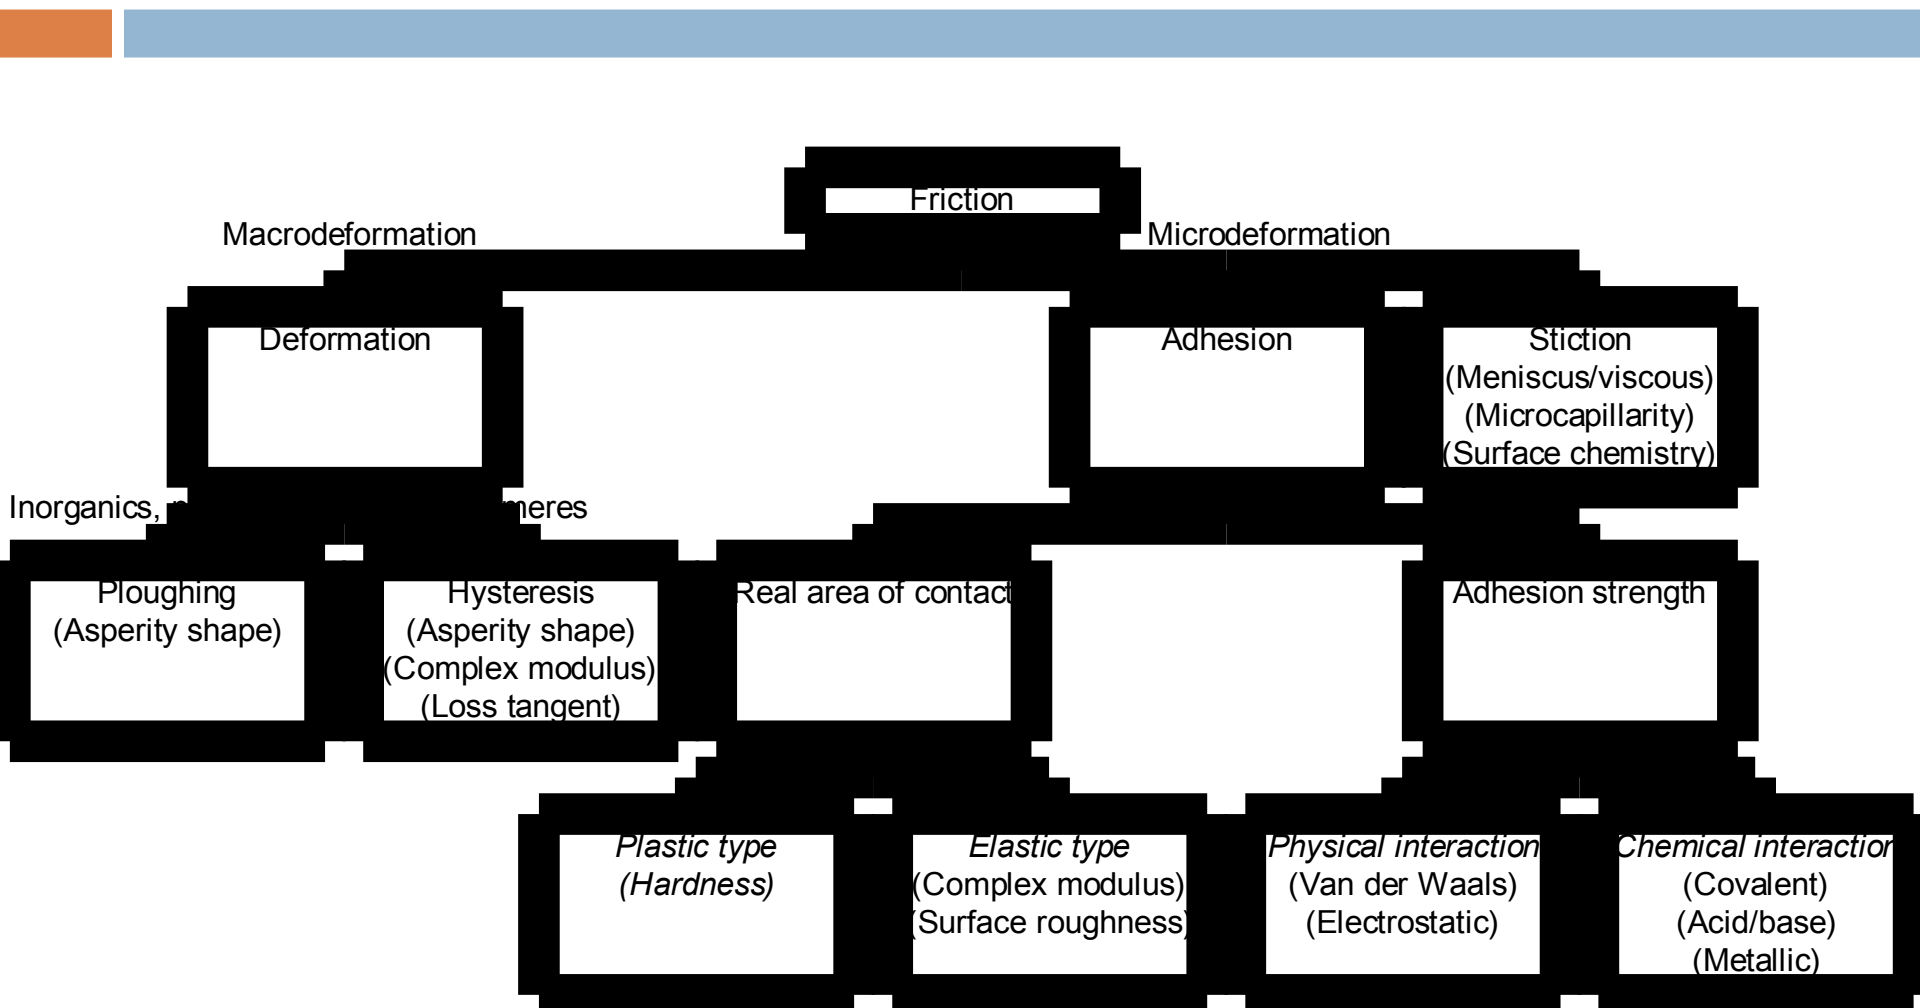 Friction
Macrodeformation
Microdeformation
Deformation
Adhesion
Stiction
(Meniscus/viscous)
(Microcapillarity)
(Surface chemistry)
Inorganics,
Ploughing
(Asperity shape)
Hysteresis
(Asperity shape)
(Complex modulus)
(Loss tangent)
Real area of contact
Adhesion strength
Plastic type
(Hardness)
Elastic type
(Complex modulus)
(Surface roughness)
Physical interaction
(Van der Waals)
(Electrostatic)
Chemical interaction
(Covalent)
(Acid/base)
(Metallic)